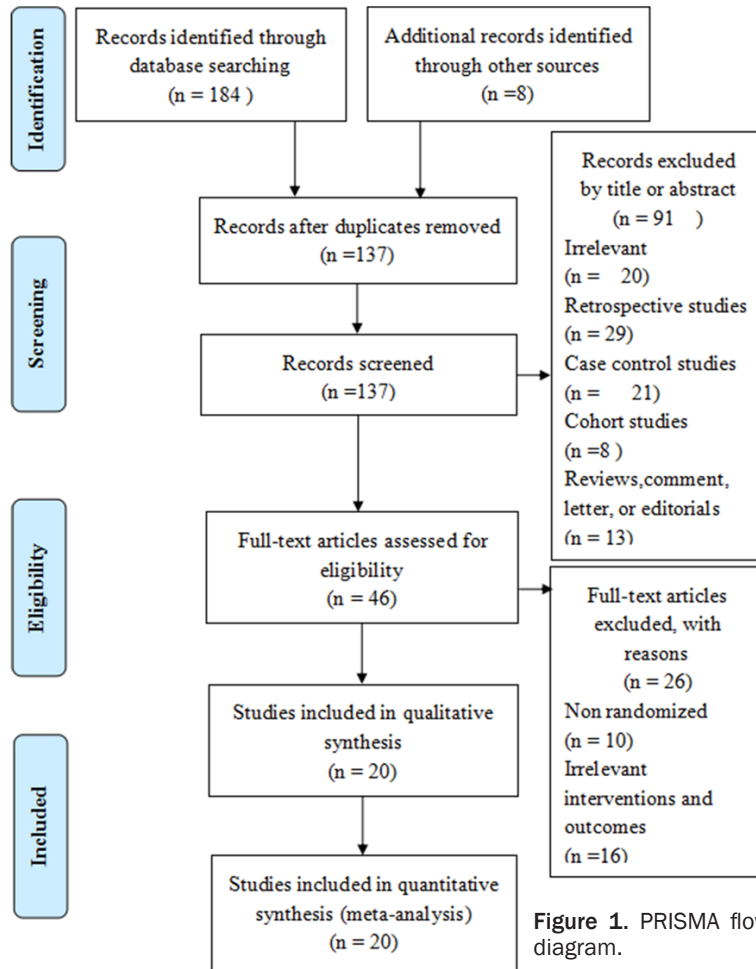 Identification
Records identified through
database searching
(n = 184 )
Additional records identified
through other sources
(n =8)
Records after duplicates removed
(n =137)
Screening
Records screened
(n =137)
Records excluded
by title or abstract
(n = 91 )
Irrelevant
(n = 20)
Retrospective studies
(n = 29)
Case control studies
(n = 21)
Cohort studies
(n =8 )
Reviews,comment,
letter, or editorials
(n = 13)
Eligibility
Full-text articles assessed for
eligibility
(n = 46)
Full-text articles
excluded, with
reasons
(n = 26)
Non randomized
(n = 10)
Irrelevant
interventions and
outcomes
(n =16)
Studies included in qualitative
synthesis
(n = 20)
Included
Studies included in quantitative
synthesis (meta-analysis)
(n = 20)
Figure 1. PRISMA flow
diagram.